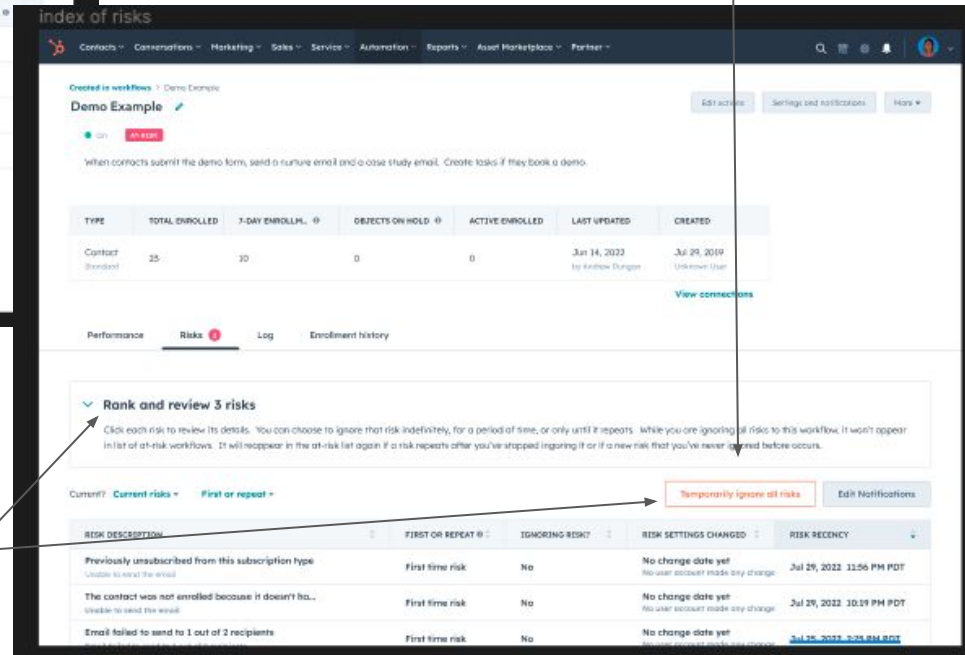 index of risks
Contacts Conversations Marketing Sales Service Automation Reports Asset Marketplace Partner
Created in workflows > Demo Example
Demo Example
Edit actions Settings and notifications More
On AT-RISK
When contacts submit the demo form, send a nurture email and a case study email. Create tasks if they book a demo.
TYPE TOTAL ENROLLED 7-DAY ENROLLM... OBJECTS ON HOLD ACTIVE ENROLLED LAST UPDATED CREATED
Contact 25 10 0 0 Jun 14, 2022 Jul 29, 2019
Standard by Andrew Dungan Unknown User
View connections
Performance Risks 3 Log Enrollment history
Rank and review 3 risks
Click each risk to review its details. You can choose to ignore that risk indefinitely, for a period of time, or only until it repeats. While you are ignoring all risks to this workflow, it won't appear
in list of at-risk workflows. It will reappear in the at-risk list again if a risk repeats after you've stopped ingoring it or if a new risk that you've never ignored before occurs.
Current? Current risks First or repeat Temporarily ignore all risks Edit Notifications
RISK DESCRIPTION FIRST OR REPEAT IGNORING RISK? RISK SETTINGS CHANGED RISK RECENCY
Previously unsubscribed from this subscription type First time risk No No change date yet Jul 29, 2022 11:56 PM PDT
Unable to send the email No user account made any change
The contact was not enrolled because it doesn't ha... First time risk No No change date yet Jul 29, 2022 10:19 PM PDT
Unable to send the email No user account made any change
Email failed to send to 1 out of 2 recipients First time risk No No change date yet Jul 25, 2022 2:25 PM PDT
No user account made any change